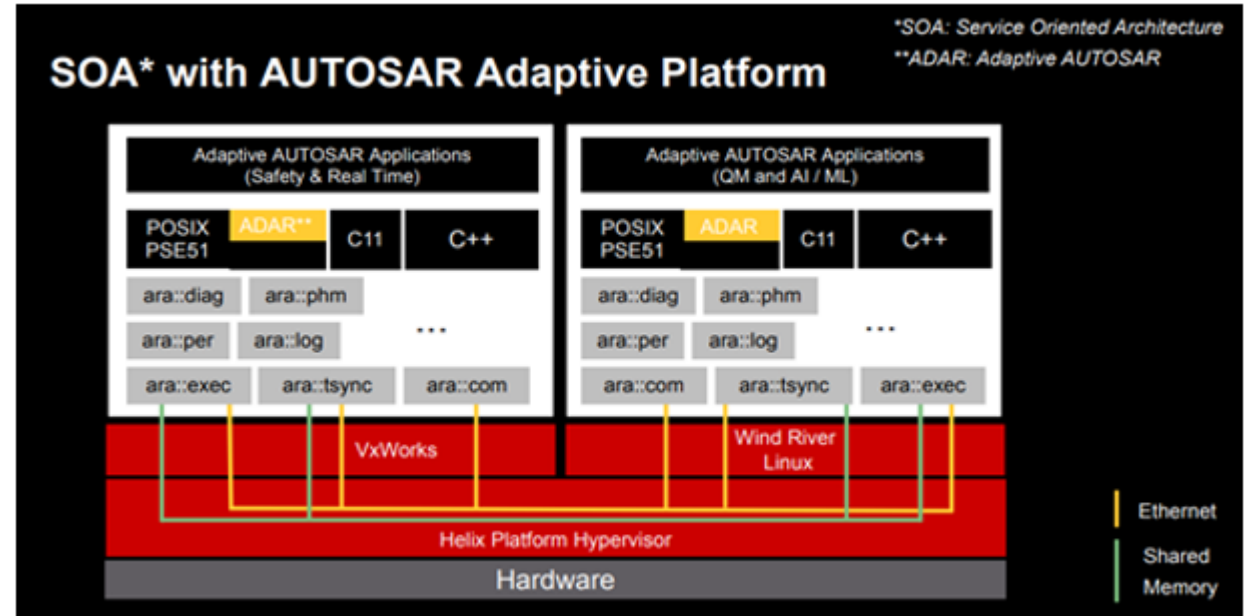 *SOA: Service Oriented Architecture
**ADAR: Adaptive AUTOSAR
SOA* with AUTOSAR Adaptive Platform
Adaptive AUTOSAR Applications
(Safety & Real Time)
POSIX
PSE51
ADAR**
C11
C++
ara::diag
ara::phm
ara::per
ara::log
...
ara::exec
ara::tsync
ara::com
VxWorks
Adaptive AUTOSAR Applications
(QM and AI / ML)
POSIX
PSE51
ADAR
C11
C++
ara::diag
ara::phm
ara::per
ara::log
...
ara::com
ara::tsync
ara::exec
Wind River
Linux
Helix Platform Hypervisor
Hardware
Ethernet
Shared
Memory